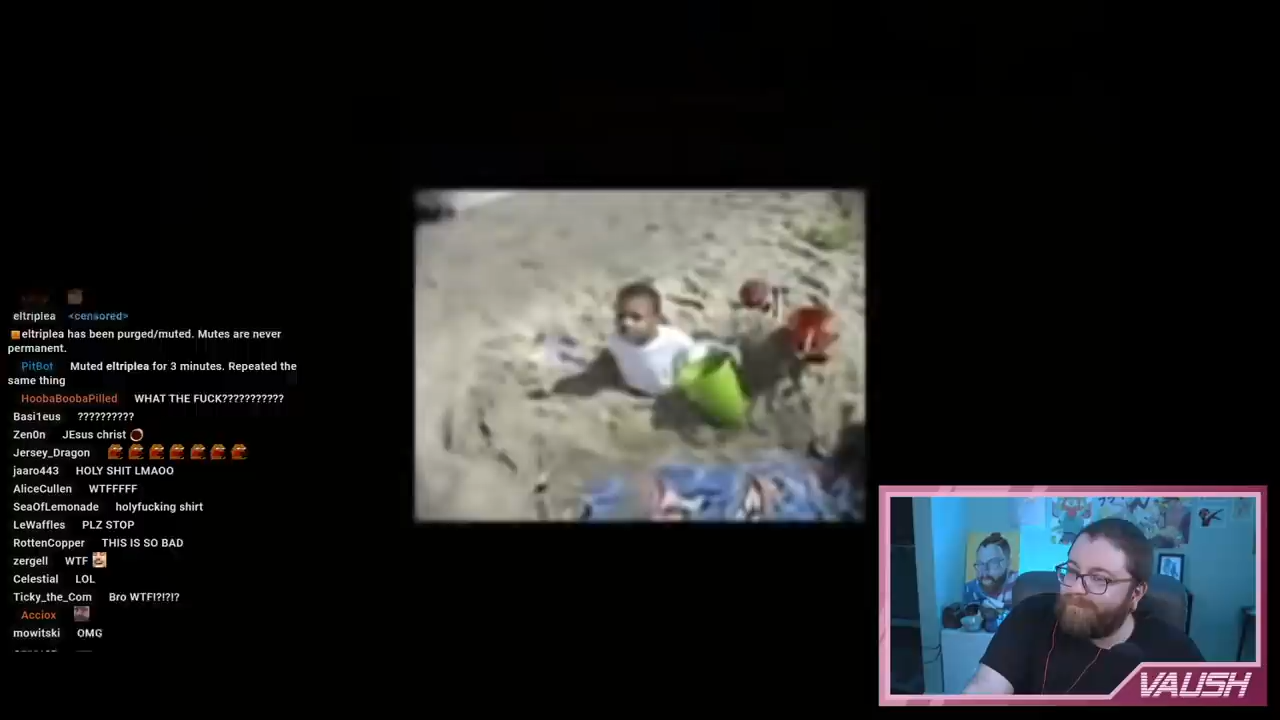 eltriplea <censored>
eltriplea has been purged/muted. Mutes are never
permanent.
PitBot Muted eltriplea for 3 minutes. Repeated the
same thing
HoobaBoobaPilled WHAT THE FUCK???????????
Basi1eus ??????????
Zen0n JEsus christ
Jersey_Dragon
jaaro443 HOLY SHIT LMAOO
AliceCullen WTFFFFF
SeaOfLemonade holyfucking shirt
LeWaffles PLZ STOP
RottenCopper THIS IS SO BAD
zergell WTF
Celestial LOL
Ticky_the_Com Bro WTF!?!?!?
Acciox
mowitski OMG
VAUSH